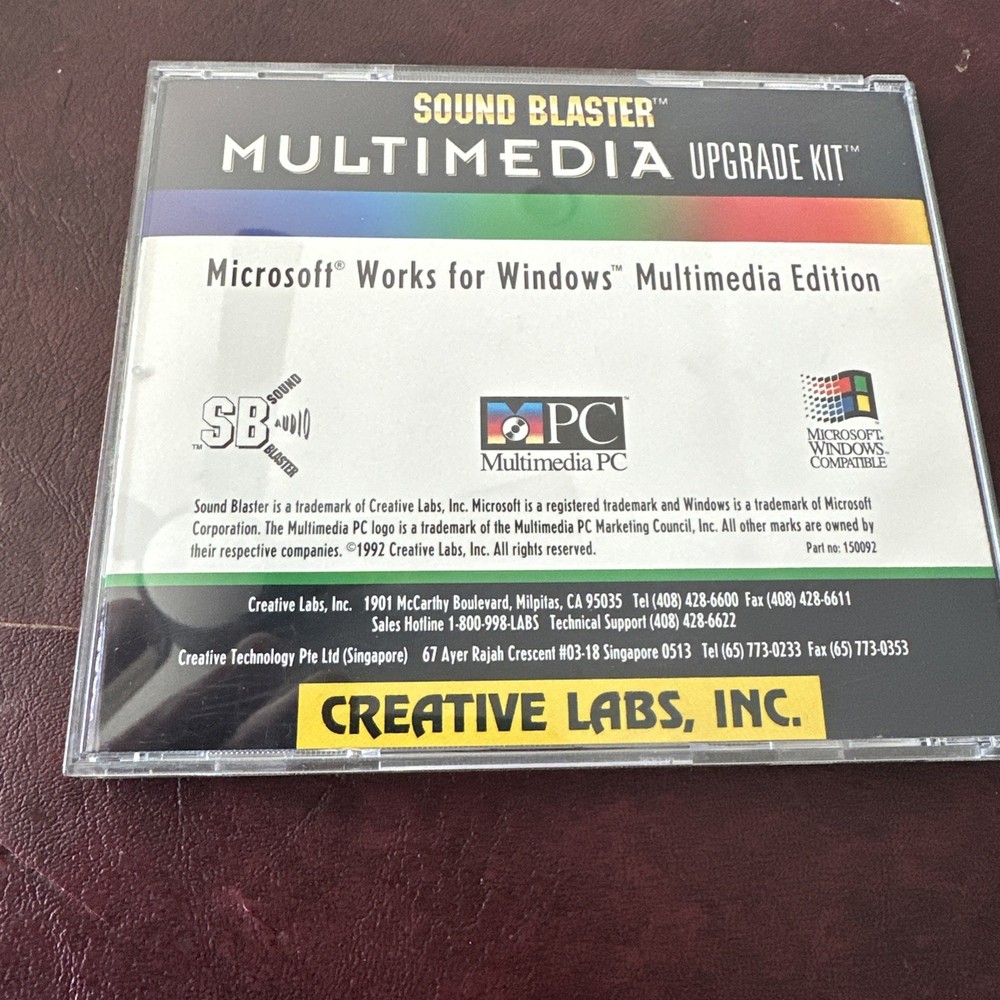 SOUND BLASTER™
MULTIMEDIA UPGRADE KIT™
Microsoft® Works for Windows™ Multimedia Edition
™ SB SOUND AUDIO BLASTER
MPC™
Multimedia PC
™
MICROSOFT®
WINDOWS™
COMPATIBLE
Sound Blaster is a trademark of Creative Labs, Inc. Microsoft is a registered trademark and Windows is a trademark of Microsoft
Corporation. The Multimedia PC logo is a trademark of the Multimedia PC Marketing Council, Inc. All other marks are owned by
their respective companies. ©1992 Creative Labs, Inc. All rights reserved. Part no: 150092
Creative Labs, Inc. 1901 McCarthy Boulevard, Milpitas, CA 95035 Tel (408) 428-6600 Fax (408) 428-6611
Sales Hotline 1-800-998-LABS Technical Support (408) 428-6622
Creative Technology Pte Ltd (Singapore) 67 Ayer Rajah Crescent #03-18 Singapore 0513 Tel (65) 773-0233 Fax (65) 773-0353
CREATIVE LABS, INC.